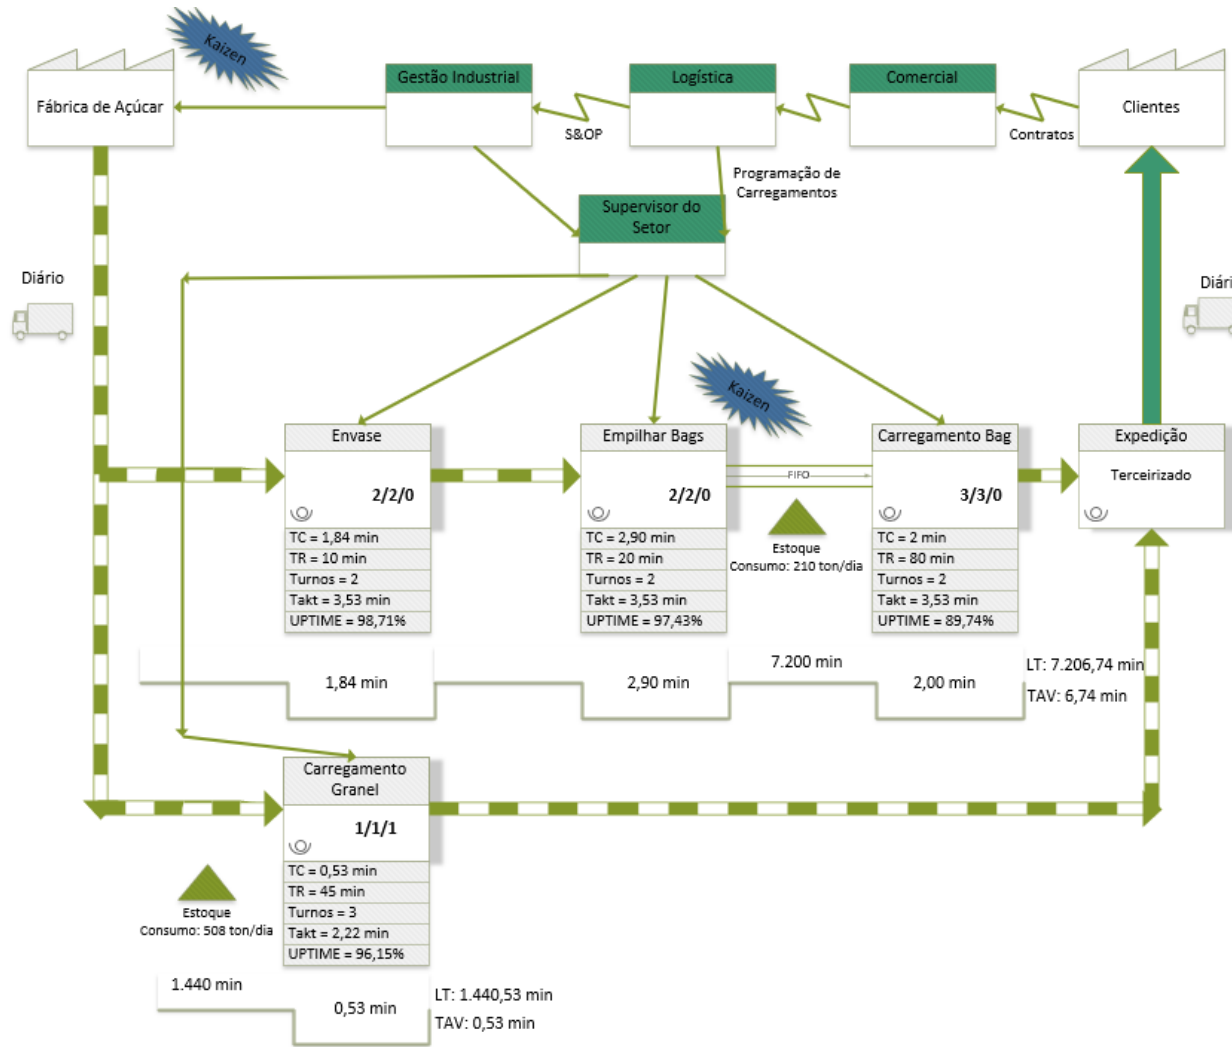 Kaizen
Fábrica de Açúcar
Gestão Industrial
Logística
Comercial
Clientes
S&OP
Contratos
Programação de
Carregamentos
Supervisor do
Setor
Diário
Diári
Kaizen
Envase
2/2/0
TC = 1,84 min
TR = 10 min
Turnos = 2
Takt = 3,53 min
UPTIME = 98,71%
Empilhar Bags
2/2/0
TC = 2,90 min
TR = 20 min
Turnos = 2
Takt = 3,53 min
UPTIME = 97,43%
FIFO
Estoque
Consumo: 210 ton/dia
Carregamento Bag
3/3/0
TC = 2 min
TR = 80 min
Turnos = 2
Takt = 3,53 min
UPTIME = 89,74%
Expedição
Terceirizado
1,84 min
2,90 min
7.200 min
2,00 min
LT: 7.206,74 min
TAV: 6,74 min
Carregamento
Granel
1/1/1
TC = 0,53 min
TR = 45 min
Turnos = 3
Takt = 2,22 min
UPTIME = 96,15%
Estoque
Consumo: 508 ton/dia
1.440 min
0,53 min
LT: 1.440,53 min
TAV: 0,53 min